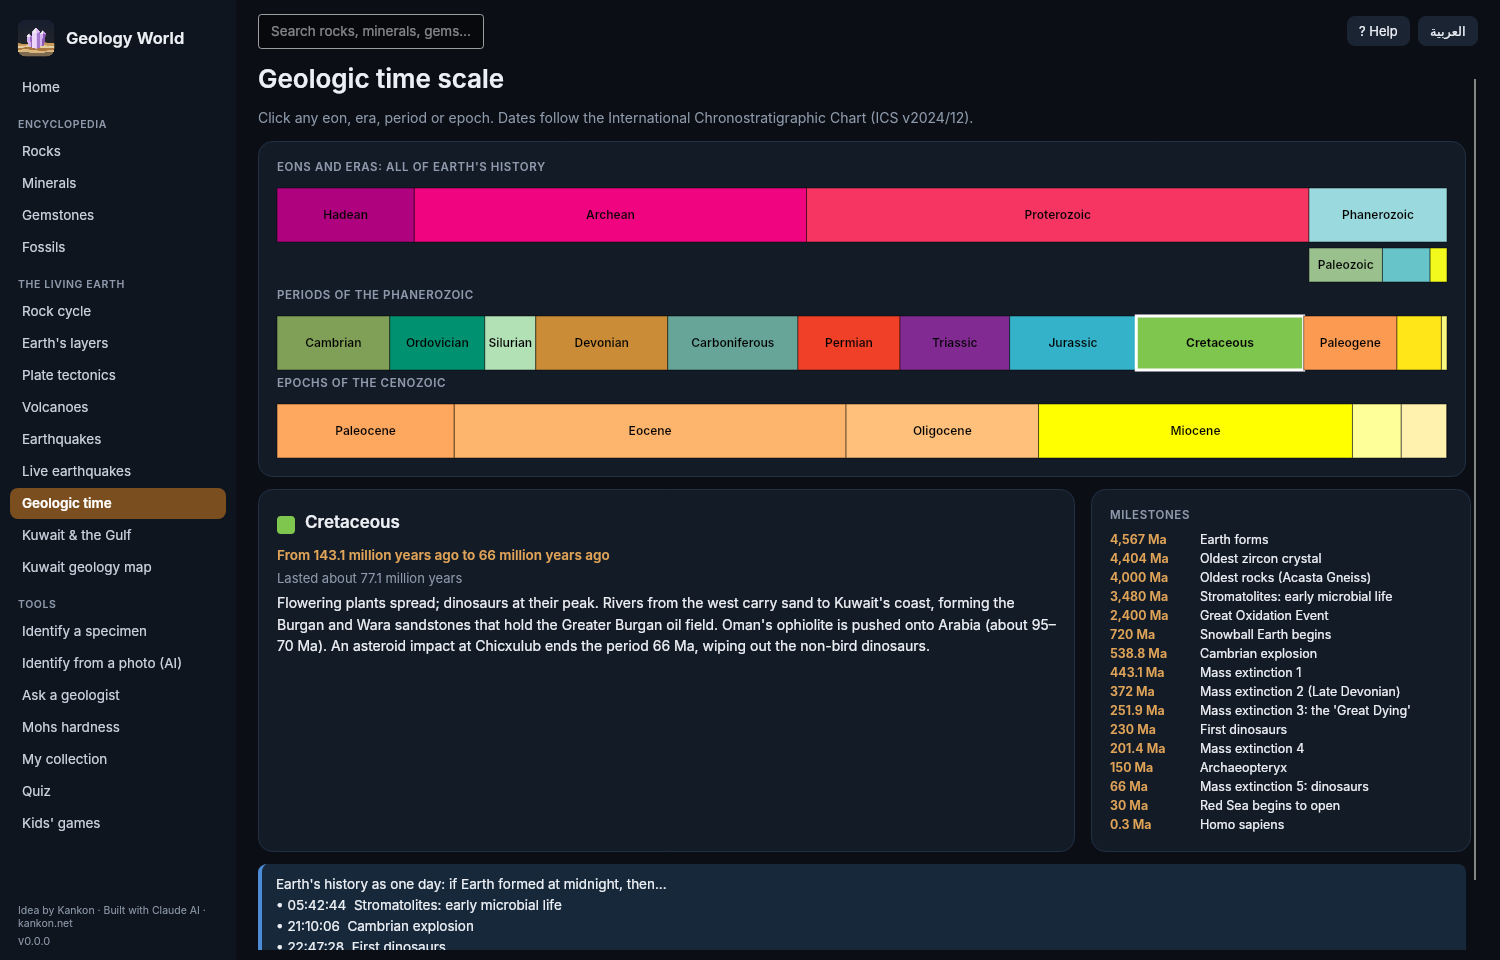 Geology World
Home
ENCYCLOPEDIA
Rocks
Minerals
Gemstones
Fossils
THE LIVING EARTH
Rock cycle
Earth's layers
Plate tectonics
Volcanoes
Earthquakes
Live earthquakes
Geologic time
Kuwait & the Gulf
Kuwait geology map
TOOLS
Identify a specimen
Identify from a photo (AI)
Ask a geologist
Mohs hardness
My collection
Quiz
Kids' games
Idea by Kankon · Built with Claude AI ·
kankon.net
v0.0.0
Search rocks, minerals, gems...
? Help
العربية
Geologic time scale
Click any eon, era, period or epoch. Dates follow the International Chronostratigraphic Chart (ICS v2024/12).
EONS AND ERAS: ALL OF EARTH'S HISTORY
Hadean
Archean
Proterozoic
Phanerozoic
Paleozoic
PERIODS OF THE PHANEROZOIC
Cambrian
Ordovician
Silurian
Devonian
Carboniferous
Permian
Triassic
Jurassic
Cretaceous
Paleogene
EPOCHS OF THE CENOZOIC
Paleocene
Eocene
Oligocene
Miocene
Cretaceous
From 143.1 million years ago to 66 million years ago
Lasted about 77.1 million years
Flowering plants spread; dinosaurs at their peak. Rivers from the west carry sand to Kuwait's coast, forming the
Burgan and Wara sandstones that hold the Greater Burgan oil field. Oman's ophiolite is pushed onto Arabia (about 95–
70 Ma). An asteroid impact at Chicxulub ends the period 66 Ma, wiping out the non-bird dinosaurs.
MILESTONES
4,567 Ma Earth forms
4,404 Ma Oldest zircon crystal
4,000 Ma Oldest rocks (Acasta Gneiss)
3,480 Ma Stromatolites: early microbial life
2,400 Ma Great Oxidation Event
720 Ma Snowball Earth begins
538.8 Ma Cambrian explosion
443.1 Ma Mass extinction 1
372 Ma Mass extinction 2 (Late Devonian)
251.9 Ma Mass extinction 3: the 'Great Dying'
230 Ma First dinosaurs
201.4 Ma Mass extinction 4
150 Ma Archaeopteryx
66 Ma Mass extinction 5: dinosaurs
30 Ma Red Sea begins to open
0.3 Ma Homo sapiens
Earth's history as one day: if Earth formed at midnight, then...
• 05:42:44 Stromatolites: early microbial life
• 21:10:06 Cambrian explosion
• 22:47:28 First dinosaurs